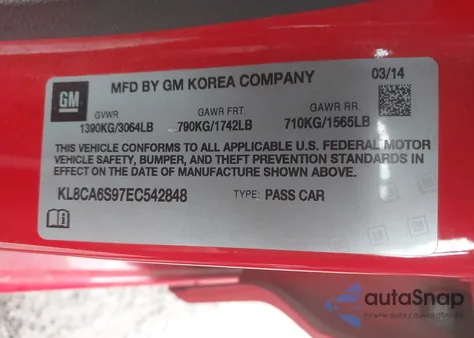 GM
MFD BY GM KOREA COMPANY
03/14
GVWR
GAWR FRT.
GAWR RR.
1390KG/3064LB
790KG/1742LB
710KG/1565LB
THIS VEHICLE CONFORMS TO ALL APPLICABLE U.S. FEDERAL MOTOR
VEHICLE SAFETY, BUMPER, AND THEFT PREVENTION STANDARDS IN
EFFECT ON THE DATE OF MANUFACTURE SHOWN ABOVE.
KL8CA6S97EC542848
TYPE: PASS CAR
autoSnap